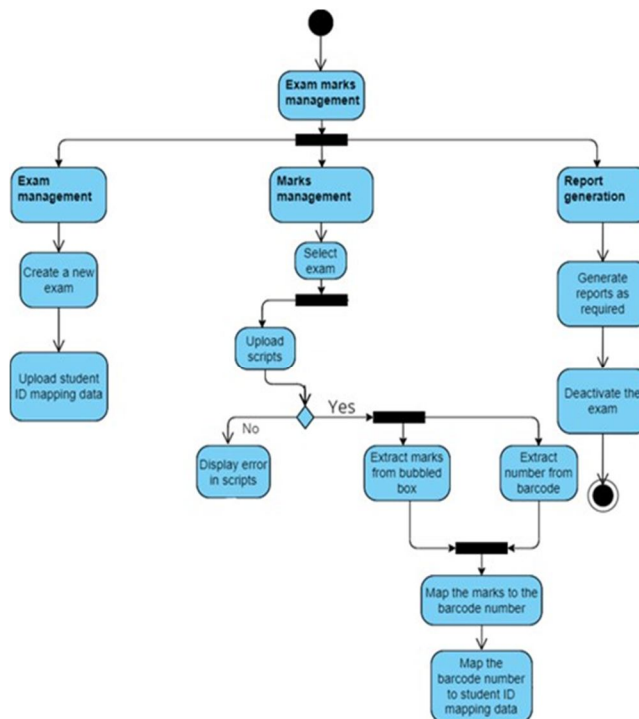 Exam marks
management
Exam
management
Marks
management
Report
generation
Create a new
exam
Select
exam
Generate
reports as
required
Upload student
ID mapping data
Upload
scripts
Deactivate the
exam
No
Yes
Display error
in scripts
Extract marks
from bubbled
box
Extract
number from
barcode
Map the marks to the
barcode number
Map the
barcode number
to student ID
mapping data